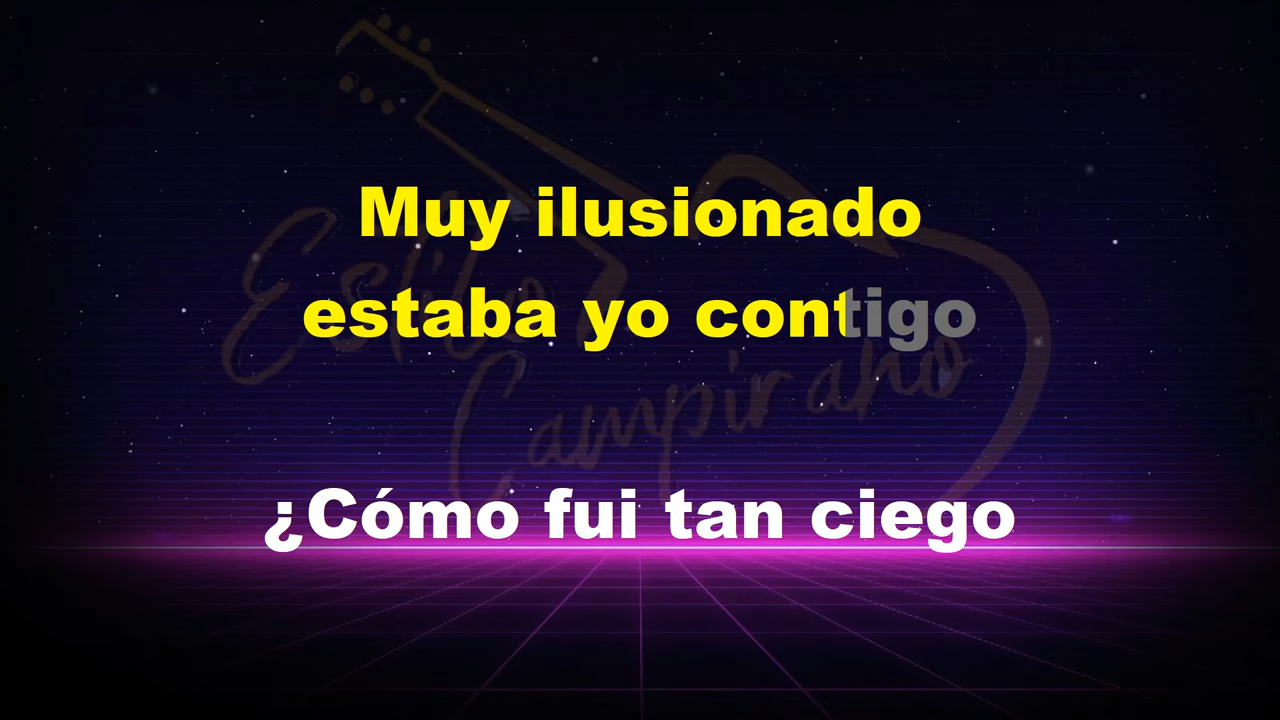 Muy ilusionado
estaba yo contigo
Estilo
Campirano
¿Cómo fui tan ciego